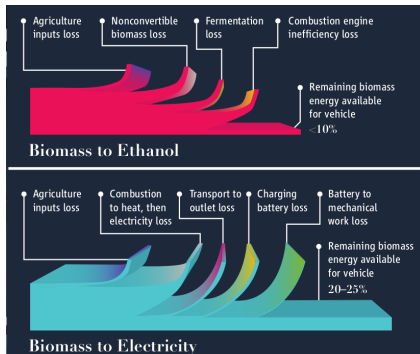 Agriculture
inputs loss
Nonconvertible
biomass loss
Fermentation
loss
Combustion engine
inefficiency loss
Remaining biomass
energy available
for vehicle
<10%
Biomass to Ethanol
Agriculture
inputs loss
Combustion
to heat, then
electricity loss
Transport to
outlet loss
Charging
battery loss
Battery to
mechanical
work loss
Remaining biomass
energy available
for vehicle
20–25%
Biomass to Electricity